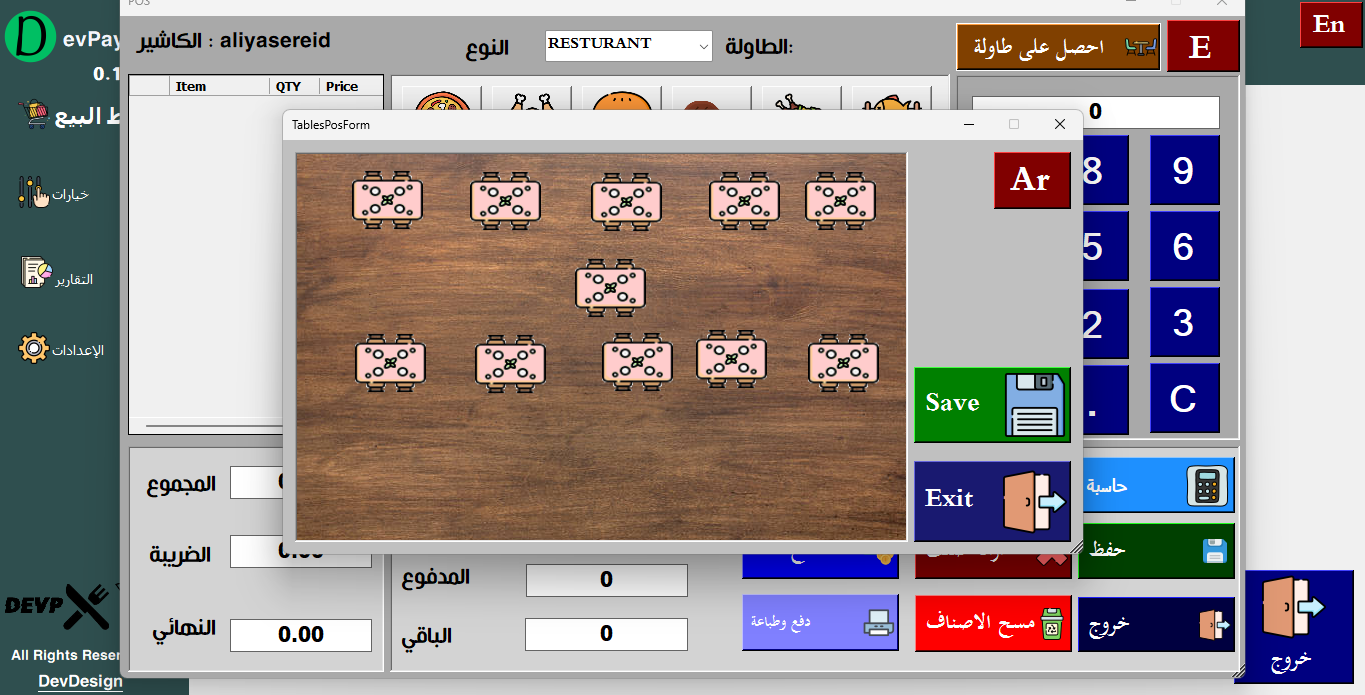 POS
evPay
0.1
ط البيع
خيارات
التقارير
الإعدادات
DEVP
All Rights Reser
DevDesign
الكاشير : aliyasereid
النوع
RESTURANT
الطاولة:
احصل على طاولة
E
En
Item QTY Price
0
TablesPosForm
Ar
Save
Exit
8 9
5 6
2 3
. C
المجموع
الضريبة
0.00
النهائي
0.00
المدفوع
0
الباقي
0
حاسبة
حفظ
دفع وطباعة
مسح الاصناف
خروج
خروج